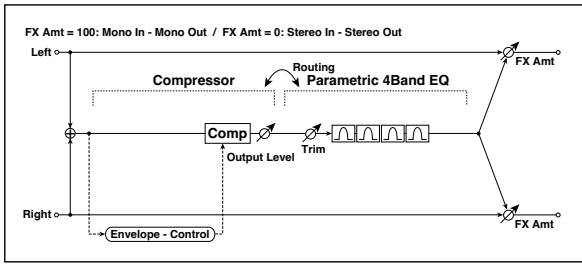 FX Amt = 100: Mono In - Mono Out / FX Amt = 0: Stereo In - Stereo Out
Left
FX Amt
Routing
Compressor
Parametric 4Band EQ
Comp
Output Level
Trim
Right
FX Amt
Envelope - Control